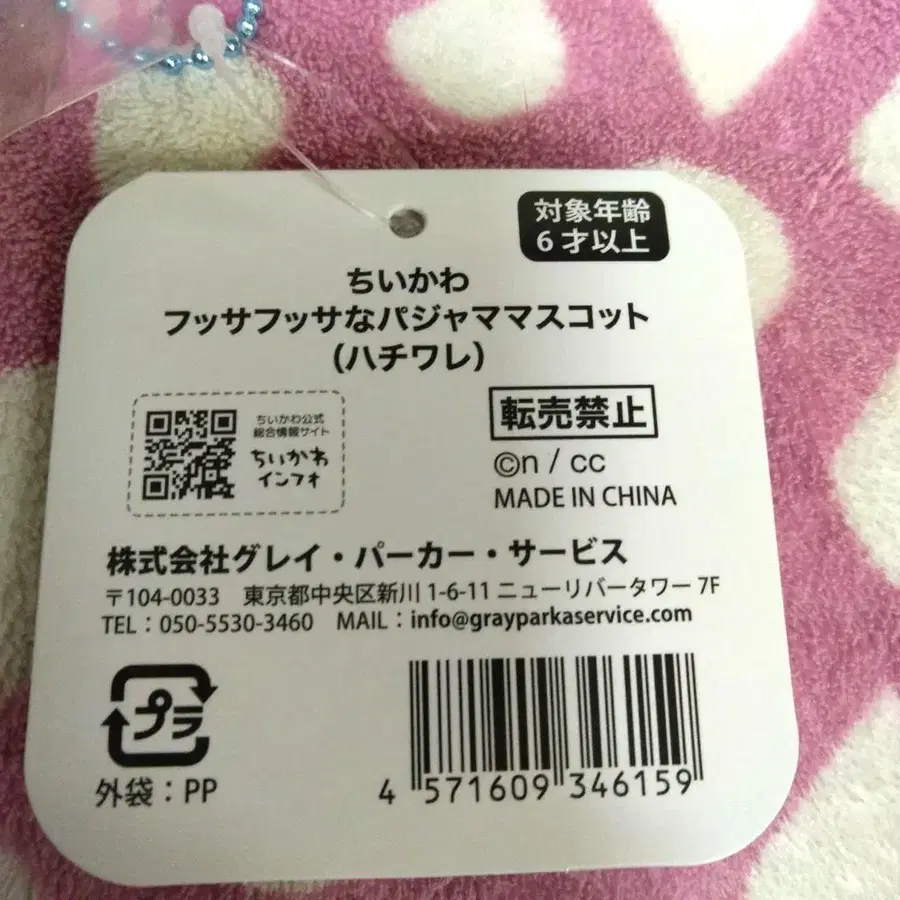 対象年齢
6才以上
ちいかわ
フッサフッサなパジャママスコット
(ハチワレ)
ちいかわ公式
総合情報サイト
ちいかわ
インフォ
転売禁止
©n / cc
MADE IN CHINA
株式会社グレイ・パーカー・サービス
〒104-0033 東京都中央区新川 1-6-11 ニューリバータワー 7F
TEL：050-5530-3460 MAIL：info@grayparkaservice.com
プラ
外袋：PP
4 571609 346159